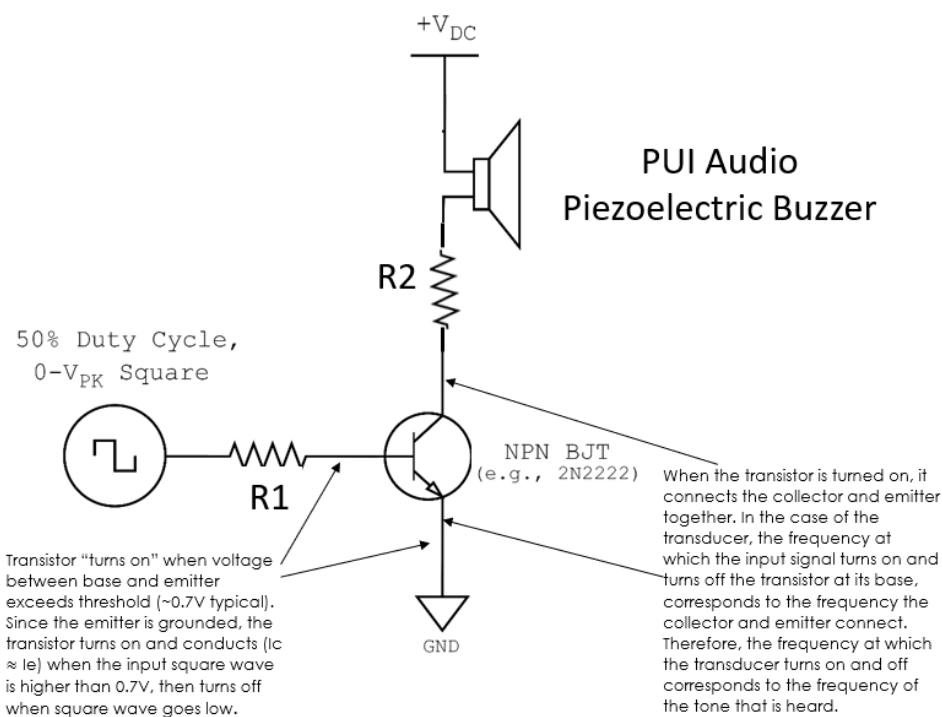 +VDC
PUI Audio
Piezoelectric Buzzer
R2
50% Duty Cycle,
0-VPK Square
R1
NPN BJT
(e.g., 2N2222)
GND
Transistor “turns on” when voltage
between base and emitter
exceeds threshold (~0.7V typical).
Since the emitter is grounded, the
transistor turns on and conducts (Ic
≈ Ie) when the input square wave
is higher than 0.7V, then turns off
when square wave goes low.
When the transistor is turned on, it
connects the collector and emitter
together. In the case of the
transducer, the frequency at
which the input signal turns on and
turns off the transistor at its base,
corresponds to the frequency the
collector and emitter connect.
Therefore, the frequency at which
the transducer turns on and off
corresponds to the frequency of
the tone that is heard.